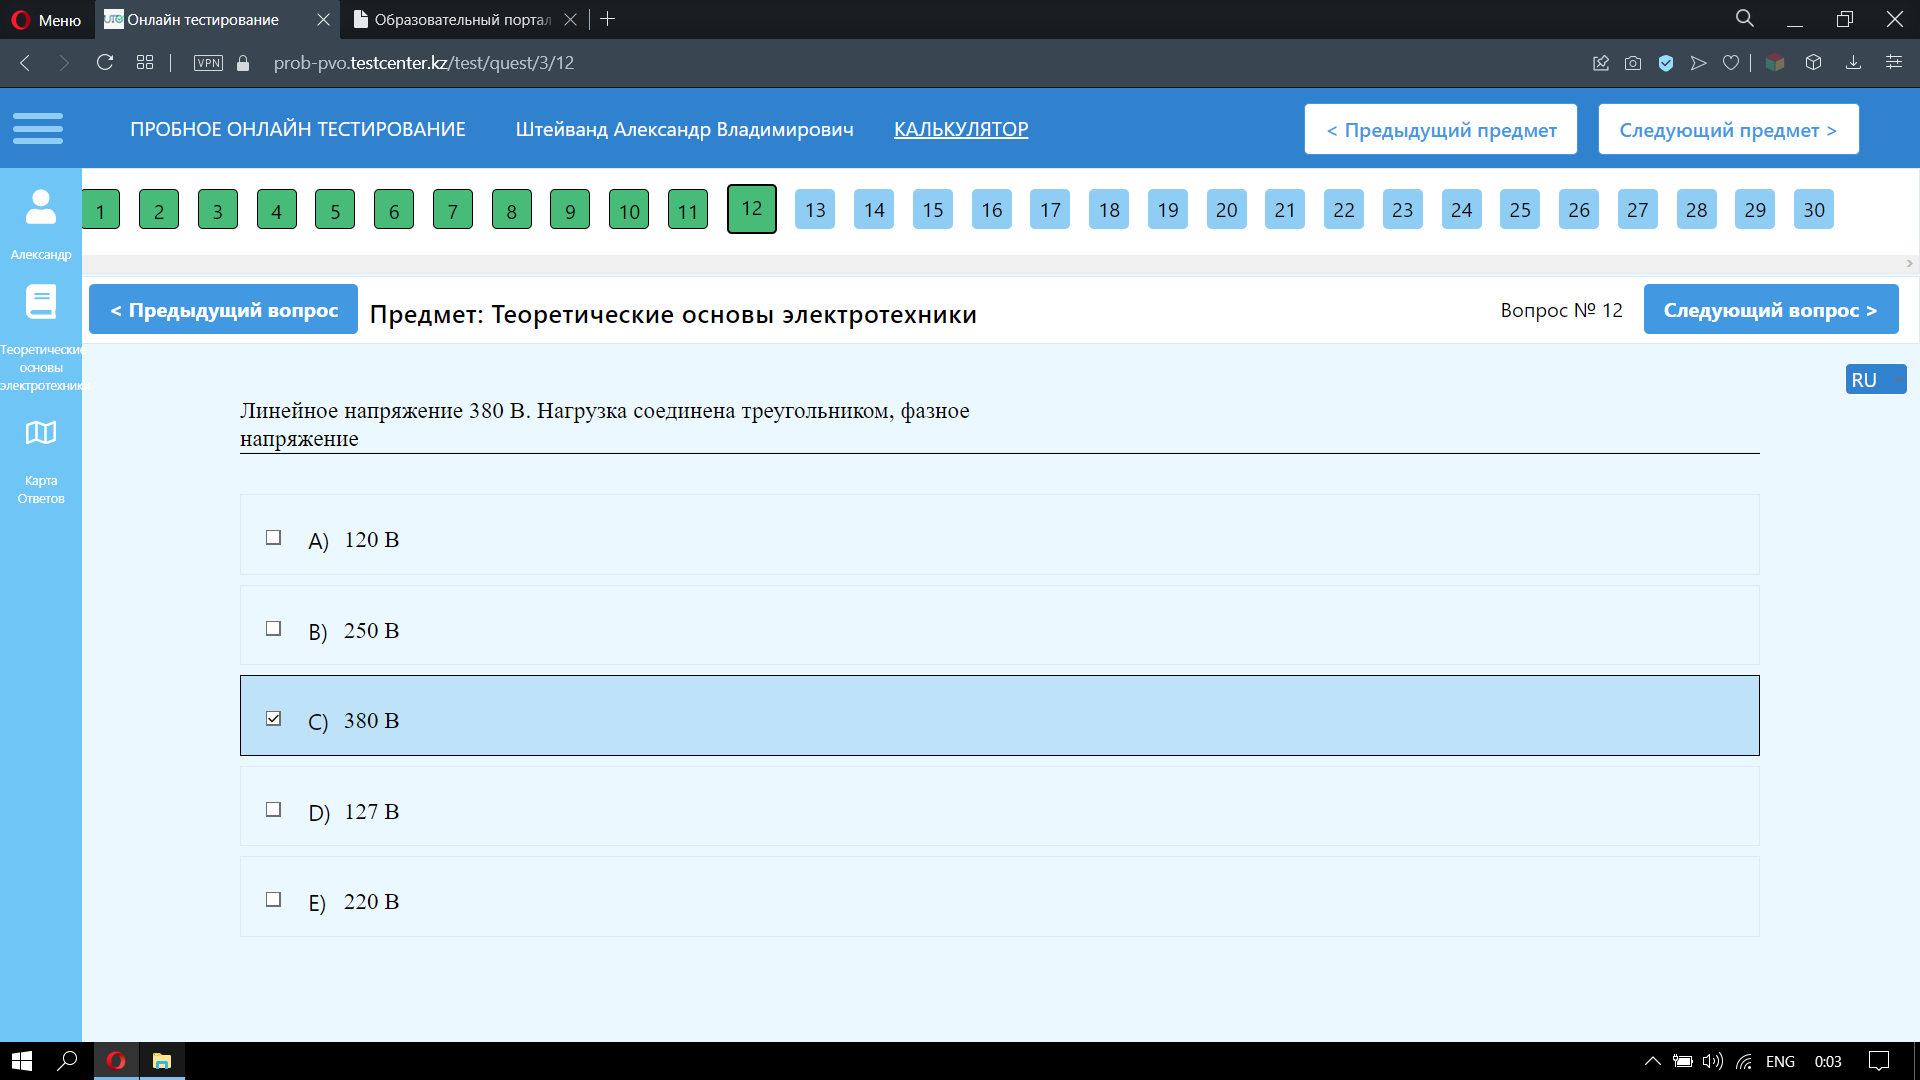 Меню
Онлайн тестирование
Образовательный портал
VPN
prob-pvo.testcenter.kz/test/quest/3/12
ПРОБНОЕ ОНЛАЙН ТЕСТИРОВАНИЕ
Штейванд Александр Владимирович
КАЛЬКУЛЯТОР
< Предыдущий предмет
Следующий предмет >
1 2 3 4 5 6 7 8 9 10 11 12 13 14 15 16 17 18 19 20 21 22 23 24 25 26 27 28 29 30
Александр
< Предыдущий вопрос
Предмет: Теоретические основы электротехники
Вопрос № 12
Следующий вопрос >
Теоретические
основы
электротехники
RU
Линейное напряжение 380 В. Нагрузка соединена треугольником, фазное
напряжение
Карта
Ответов
A) 120 В
B) 250 В
C) 380 В
D) 127 В
E) 220 В
ENG
0:03